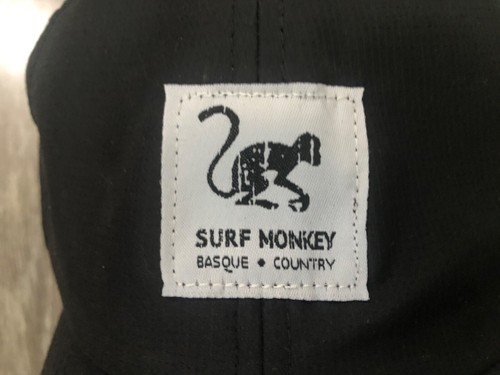 SURF MONKEY
BASQUE • COUNTRY